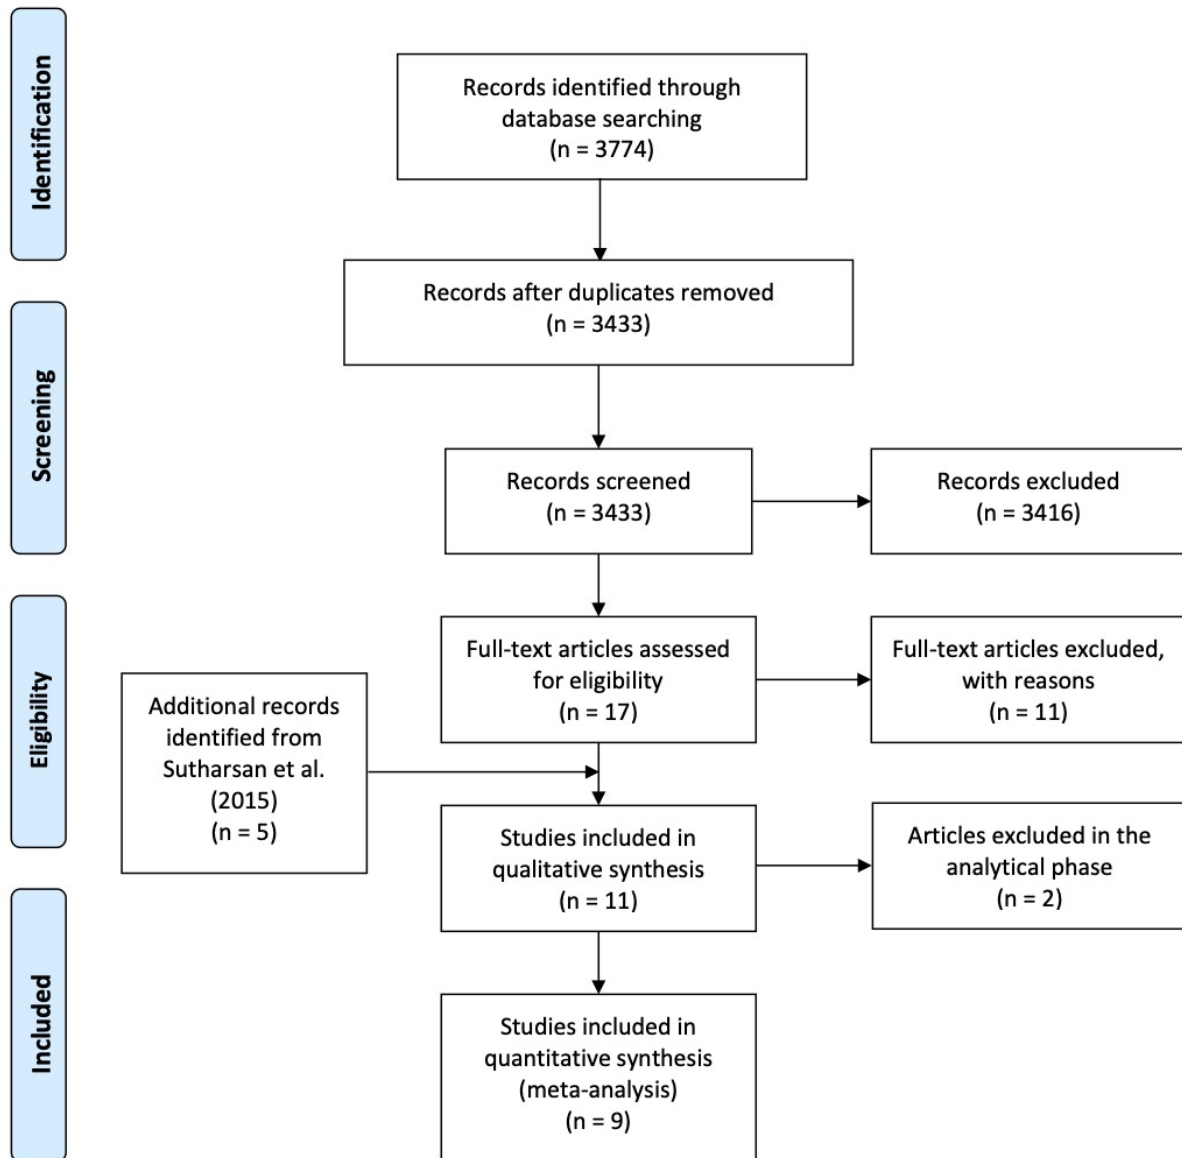 Identification
Records identified through
database searching
(n = 3774)
Records after duplicates removed
(n = 3433)
Screening
Records screened
(n = 3433)
Records excluded
(n = 3416)
Eligibility
Full-text articles assessed
for eligibility
(n = 17)
Full-text articles excluded,
with reasons
(n = 11)
Additional records
identified from
Sutharsan et al.
(2015)
(n = 5)
Studies included in
qualitative synthesis
(n = 11)
Articles excluded in the
analytical phase
(n = 2)
Included
Studies included in
quantitative synthesis
(meta-analysis)
(n = 9)